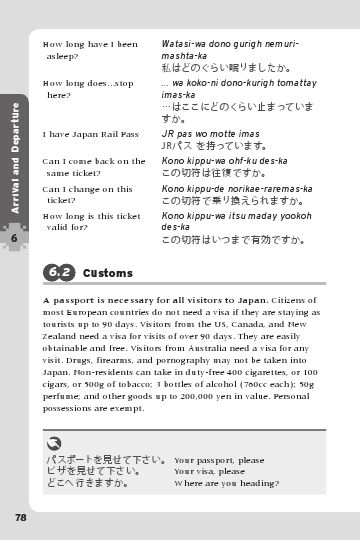 How long have I been
asleep?
Watasi-wa dono gurigh nemuri-
mashta-ka
私はどのぐらい眠りましたか。
How long does...stop
here?
... wa koko-ni dono-kurigh tomattay
imas-ka
…はここにどのくらい止まっていま
すか。
I have Japan Rail Pass
JR pas wo motte imas
JRパス を持っています。
Can I come back on the
same ticket?
Kono kippu-wa ohf-ku des-ka
この切符は往復ですか。
Can I change on this
ticket?
Kono kippu-de norikae-raremas-ka
この切符で乗り換えられますか。
How long is this ticket
valid for?
Kono kippu-wa itsu maday yookoh
des-ka
この切符はいつまで有効ですか。
Arrival and Departure
6
6.2 Customs
A passport is necessary for all visitors to Japan. Citizens of
most European countries do not need a visa if they are staying as
tourists up to 90 days. Visitors from the US, Canada, and New
Zealand need a visa for visits of over 90 days. They are easily
obtainable and free. Visitors from Australia need a visa for any
visit. Drugs, firearms, and pornography may not be taken into
Japan. Non-residents can take in duty-free 400 cigarettes, or 100
cigars, or 500g of tobacco; 3 bottles of alcohol (760cc each); 50g
perfume; and other goods up to 200,000 yen in value. Personal
possessions are exempt.
パスポートを見せて下さい。 Your passport, please
ビザを見せて下さい。 Your visa, please
どこへ行きますか。 Where are you heading?
78